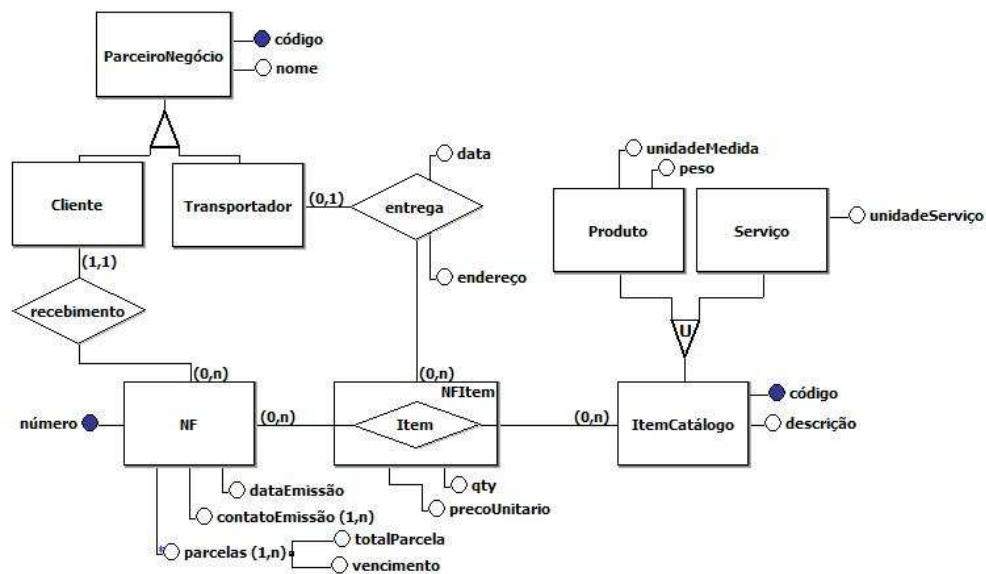 código
ParceiroNegócio
nome
data
unidadeMedida
peso
Cliente
Transportador
(0,1)
entrega
Produto
Serviço
unidadeServiço
(1,1)
endereço
recebimento
U
(0,n)
(0,n)
NFItem
código
número
NF
(0,n)
Item
(0,n)
ItemCatálogo
descrição
dataEmissão
qty
contatoEmissão (1,n)
precoUnitario
totalParcela
parcelas (1,n)
vencimento